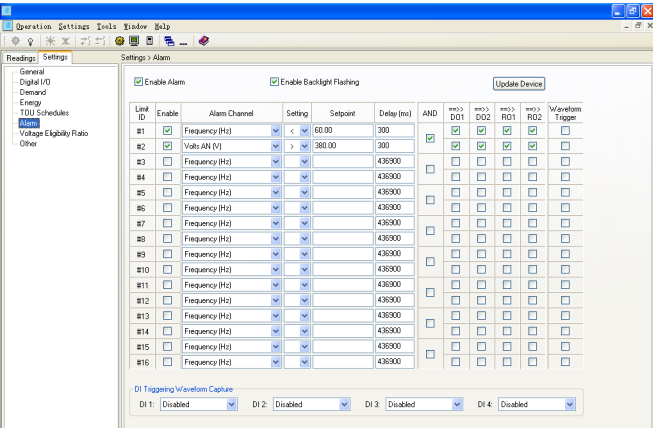 Operation Settings Tools Window Help
Readings Settings
Settings > Alarm
General
Digital I/O
Demand
Energy
TOU Schedules
Alarm
Voltage Eligibility Ratio
Other
Enable Alarm Enable Backlight Flashing Update Device
Limit ID Enable Alarm Channel Setting Setpoint Delay (ms) AND ==>> DO1 ==>> DO2 ==>> RO1 ==>> RO2 Waveform Trigger
#1 Frequency (Hz) < 60.00 300
#2 Volts AN (V) > 380.00 300
#3 Frequency (Hz) 436900
#4 Frequency (Hz) 436900
#5 Frequency (Hz) 436900
#6 Frequency (Hz) 436900
#7 Frequency (Hz) 436900
#8 Frequency (Hz) 436900
#9 Frequency (Hz) 436900
#10 Frequency (Hz) 436900
#11 Frequency (Hz) 436900
#12 Frequency (Hz) 436900
#13 Frequency (Hz) 436900
#14 Frequency (Hz) 436900
#15 Frequency (Hz) 436900
#16 Frequency (Hz) 436900
DI Triggering Waveform Capture
DI 1: Disabled DI 2: Disabled DI 3: Disabled DI 4: Disabled